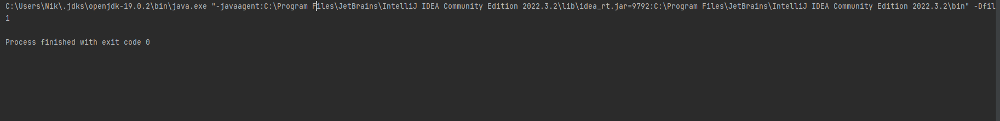 C:\Users\Nik\.jdks\openjdk-19.0.2\bin\java.exe "-javaagent:C:\Program Files\JetBrains\IntelliJ IDEA Community Edition 2022.3.2\lib\idea_rt.jar=9792:C:\Program Files\JetBrains\IntelliJ IDEA Community Edition 2022.3.2\bin" -Dfil
1
Process finished with exit code 0